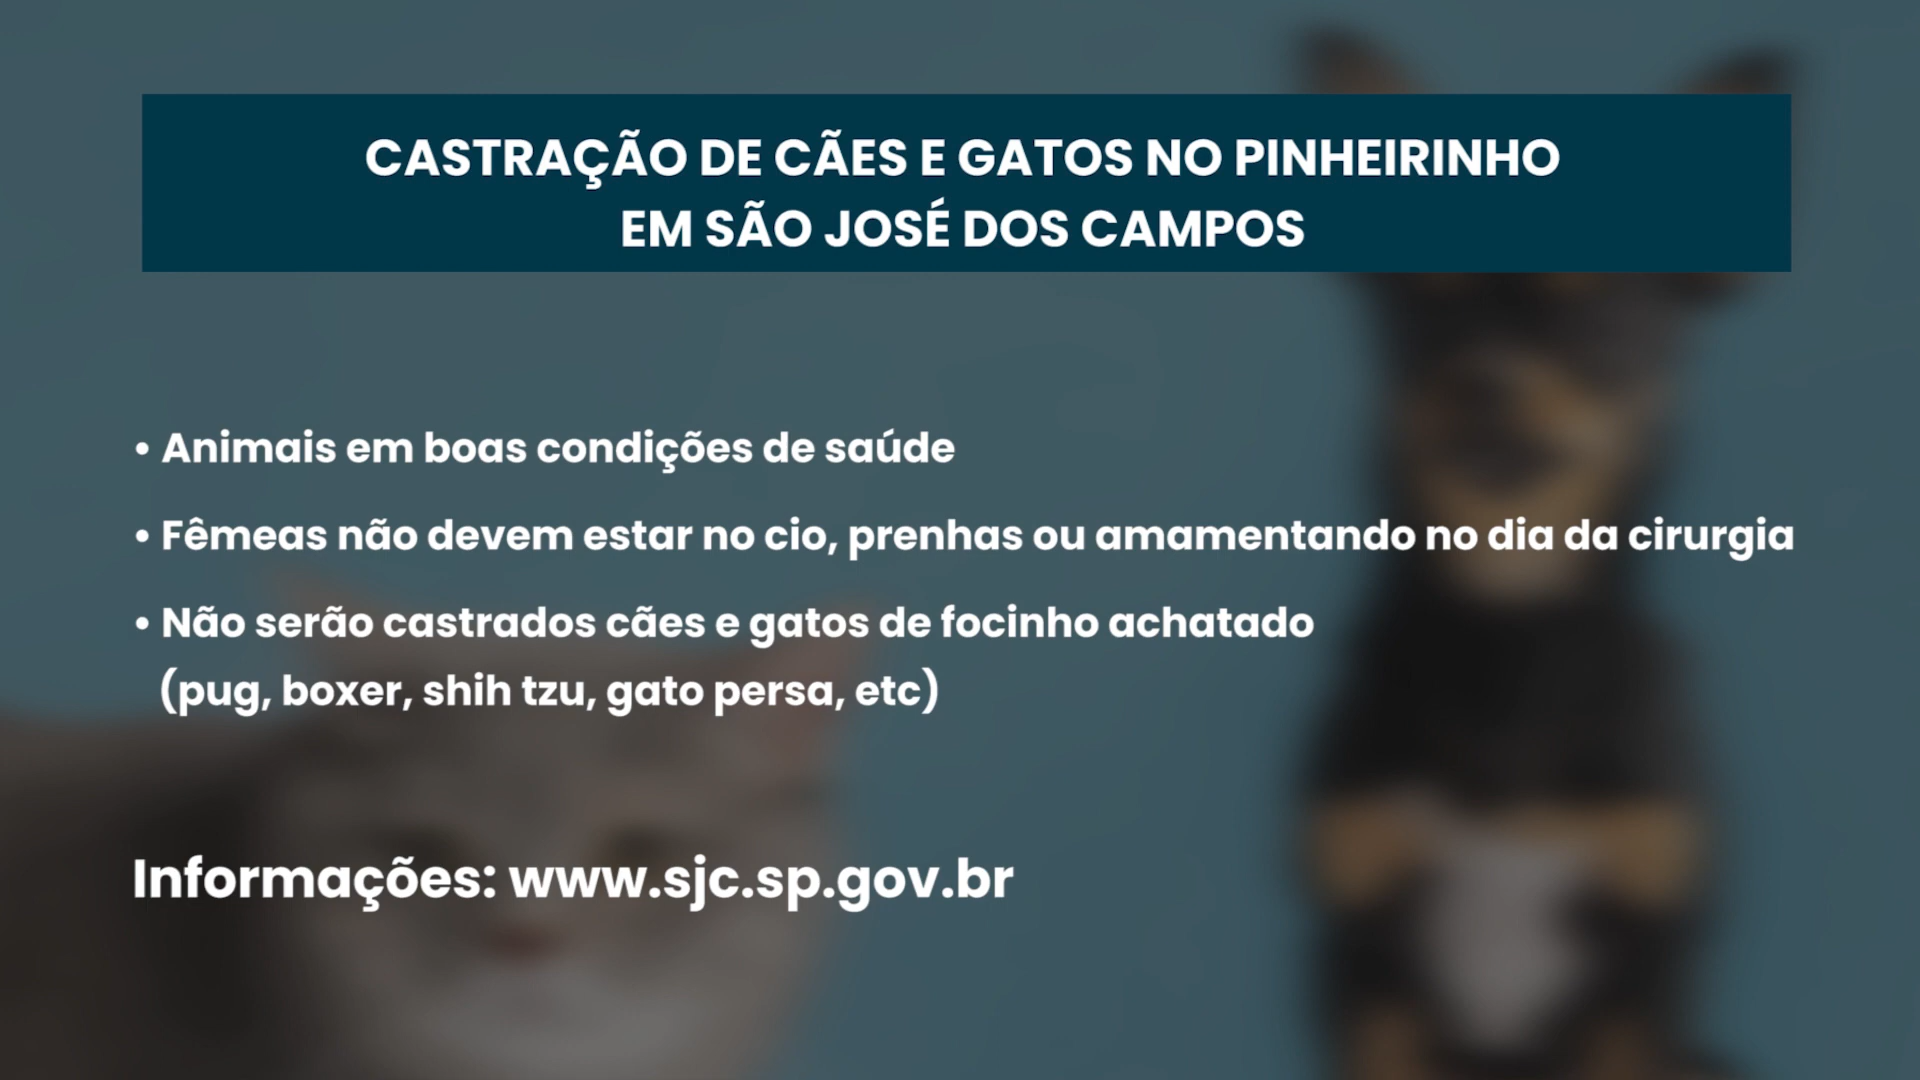 CASTRAÇÃO DE CÃES E GATOS NO PINHEIRINHO
EM SÃO JOSÉ DOS CAMPOS
• Animais em boas condições de saúde
• Fêmeas não devem estar no cio, prenhas ou amamentando no dia da cirurgia
• Não serão castrados cães e gatos de focinho achatado
(pug, boxer, shih tzu, gato persa, etc)
Informações: www.sjc.sp.gov.br